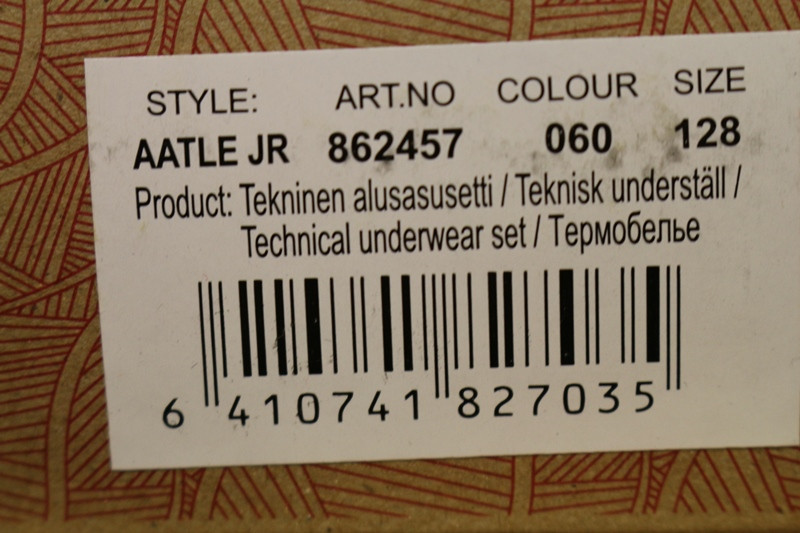 STYLE: ART.NO COLOUR SIZE
AATLE JR 862457 060 128
Product: Tekninen alusasusetti / Teknisk underställ /
Technical underwear set / Термобелье
6 410741 827035